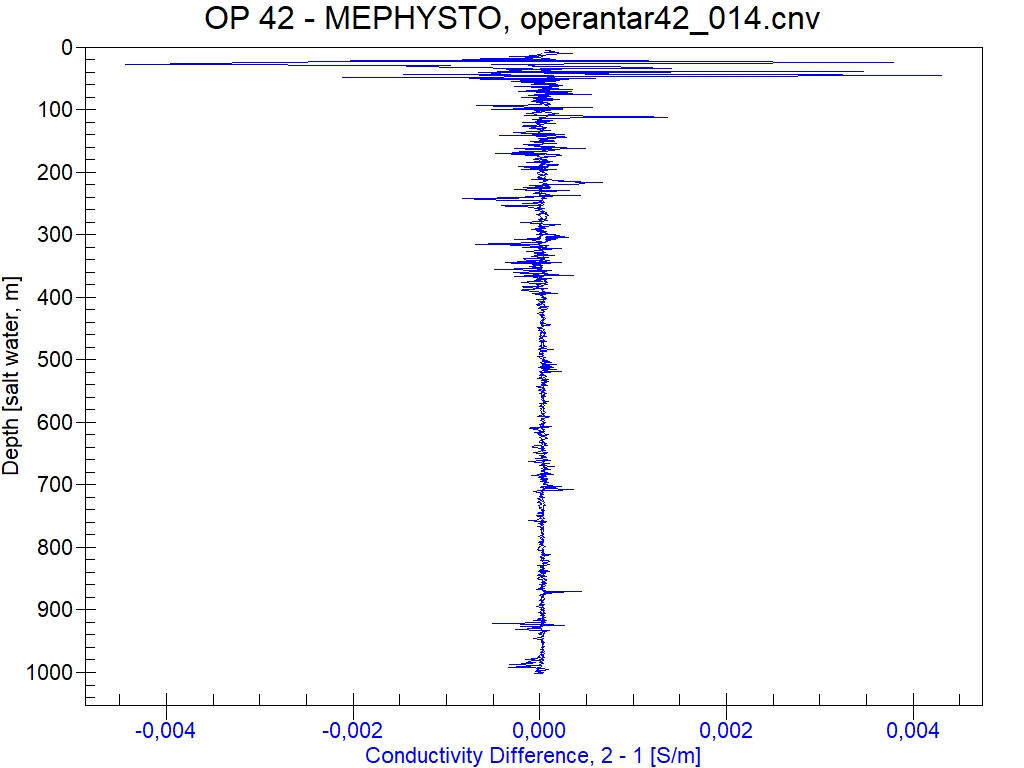 OP 42 - MEPHYSTO, operantar42_014.cnv
0
100
200
300
400
500
600
700
800
900
1000
Depth [salt water, m]
-0,004 -0,002 0,000 0,002 0,004
Conductivity Difference, 2 - 1 [S/m]